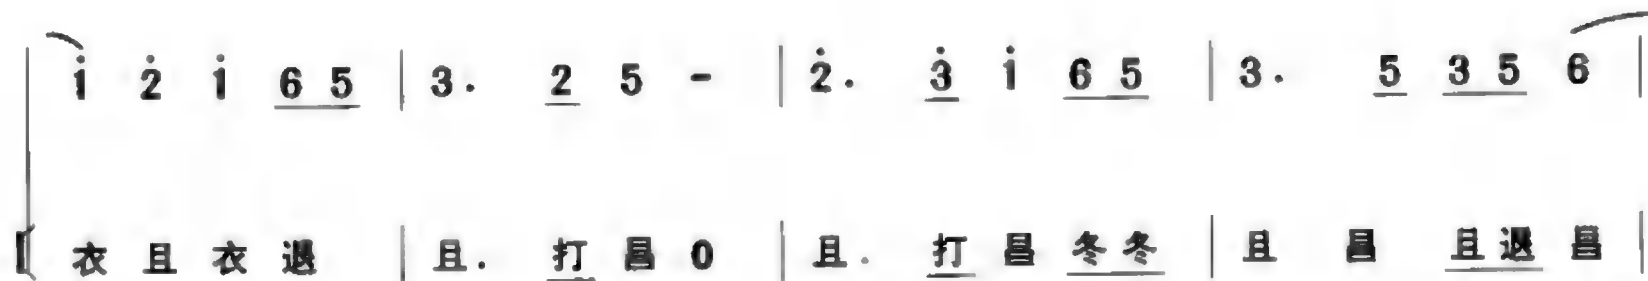 i̇ 2̇ i̇ 6 5 | 3. 2 5 - | 2̇. 3̇ i̇ 6 5 | 3. 5 3 5 6 |
衣 且 衣 退 | 且. 打 昌 0 | 且. 打 昌 冬冬 | 且 昌 且退 昌 |